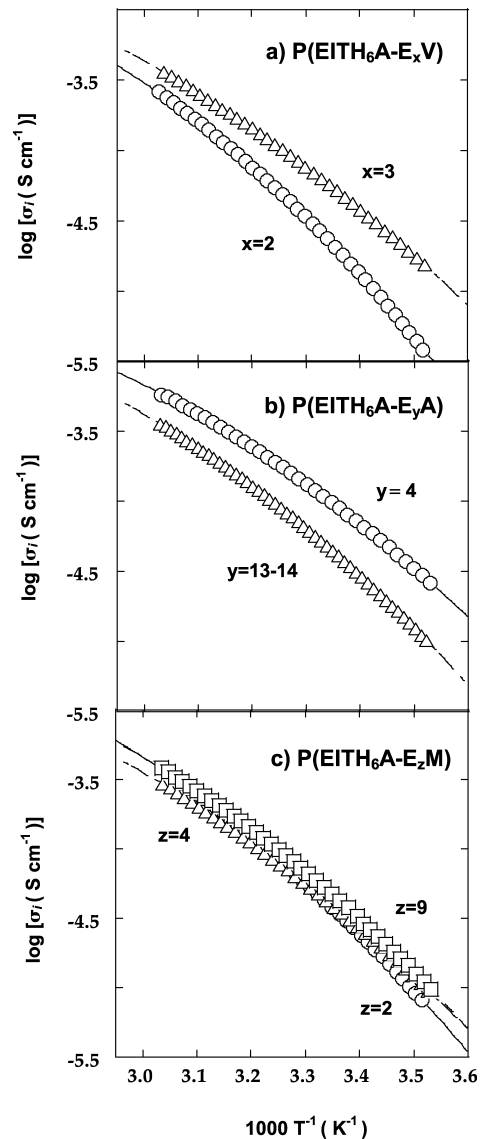 a) P(EITH₆A-EₓV)
-3.5
x=3
log [σᵢ ( S cm⁻¹ )]
-4.5
x=2
-5.5
b) P(EITH₆A-EᵧA)
-3.5
y= 4
log [σᵢ ( S cm⁻¹ )]
-4.5
y=13-14
-5.5
c) P(EITH₆A-E_zM)
-3.5
z=4
log [σᵢ ( S cm⁻¹ )]
z=9
-4.5
z=2
-5.5
3.0 3.1 3.2 3.3 3.4 3.5 3.6
1000 T⁻¹ ( K⁻¹ )